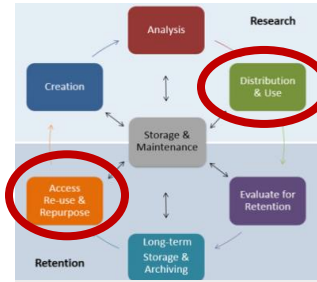 Research
Analysis
Creation
Distribution
& Use
Storage &
Maintenance
Access
Re-use &
Repurpose
Evaluate for
Retention
Long-term
Storage &
Archiving
Retention